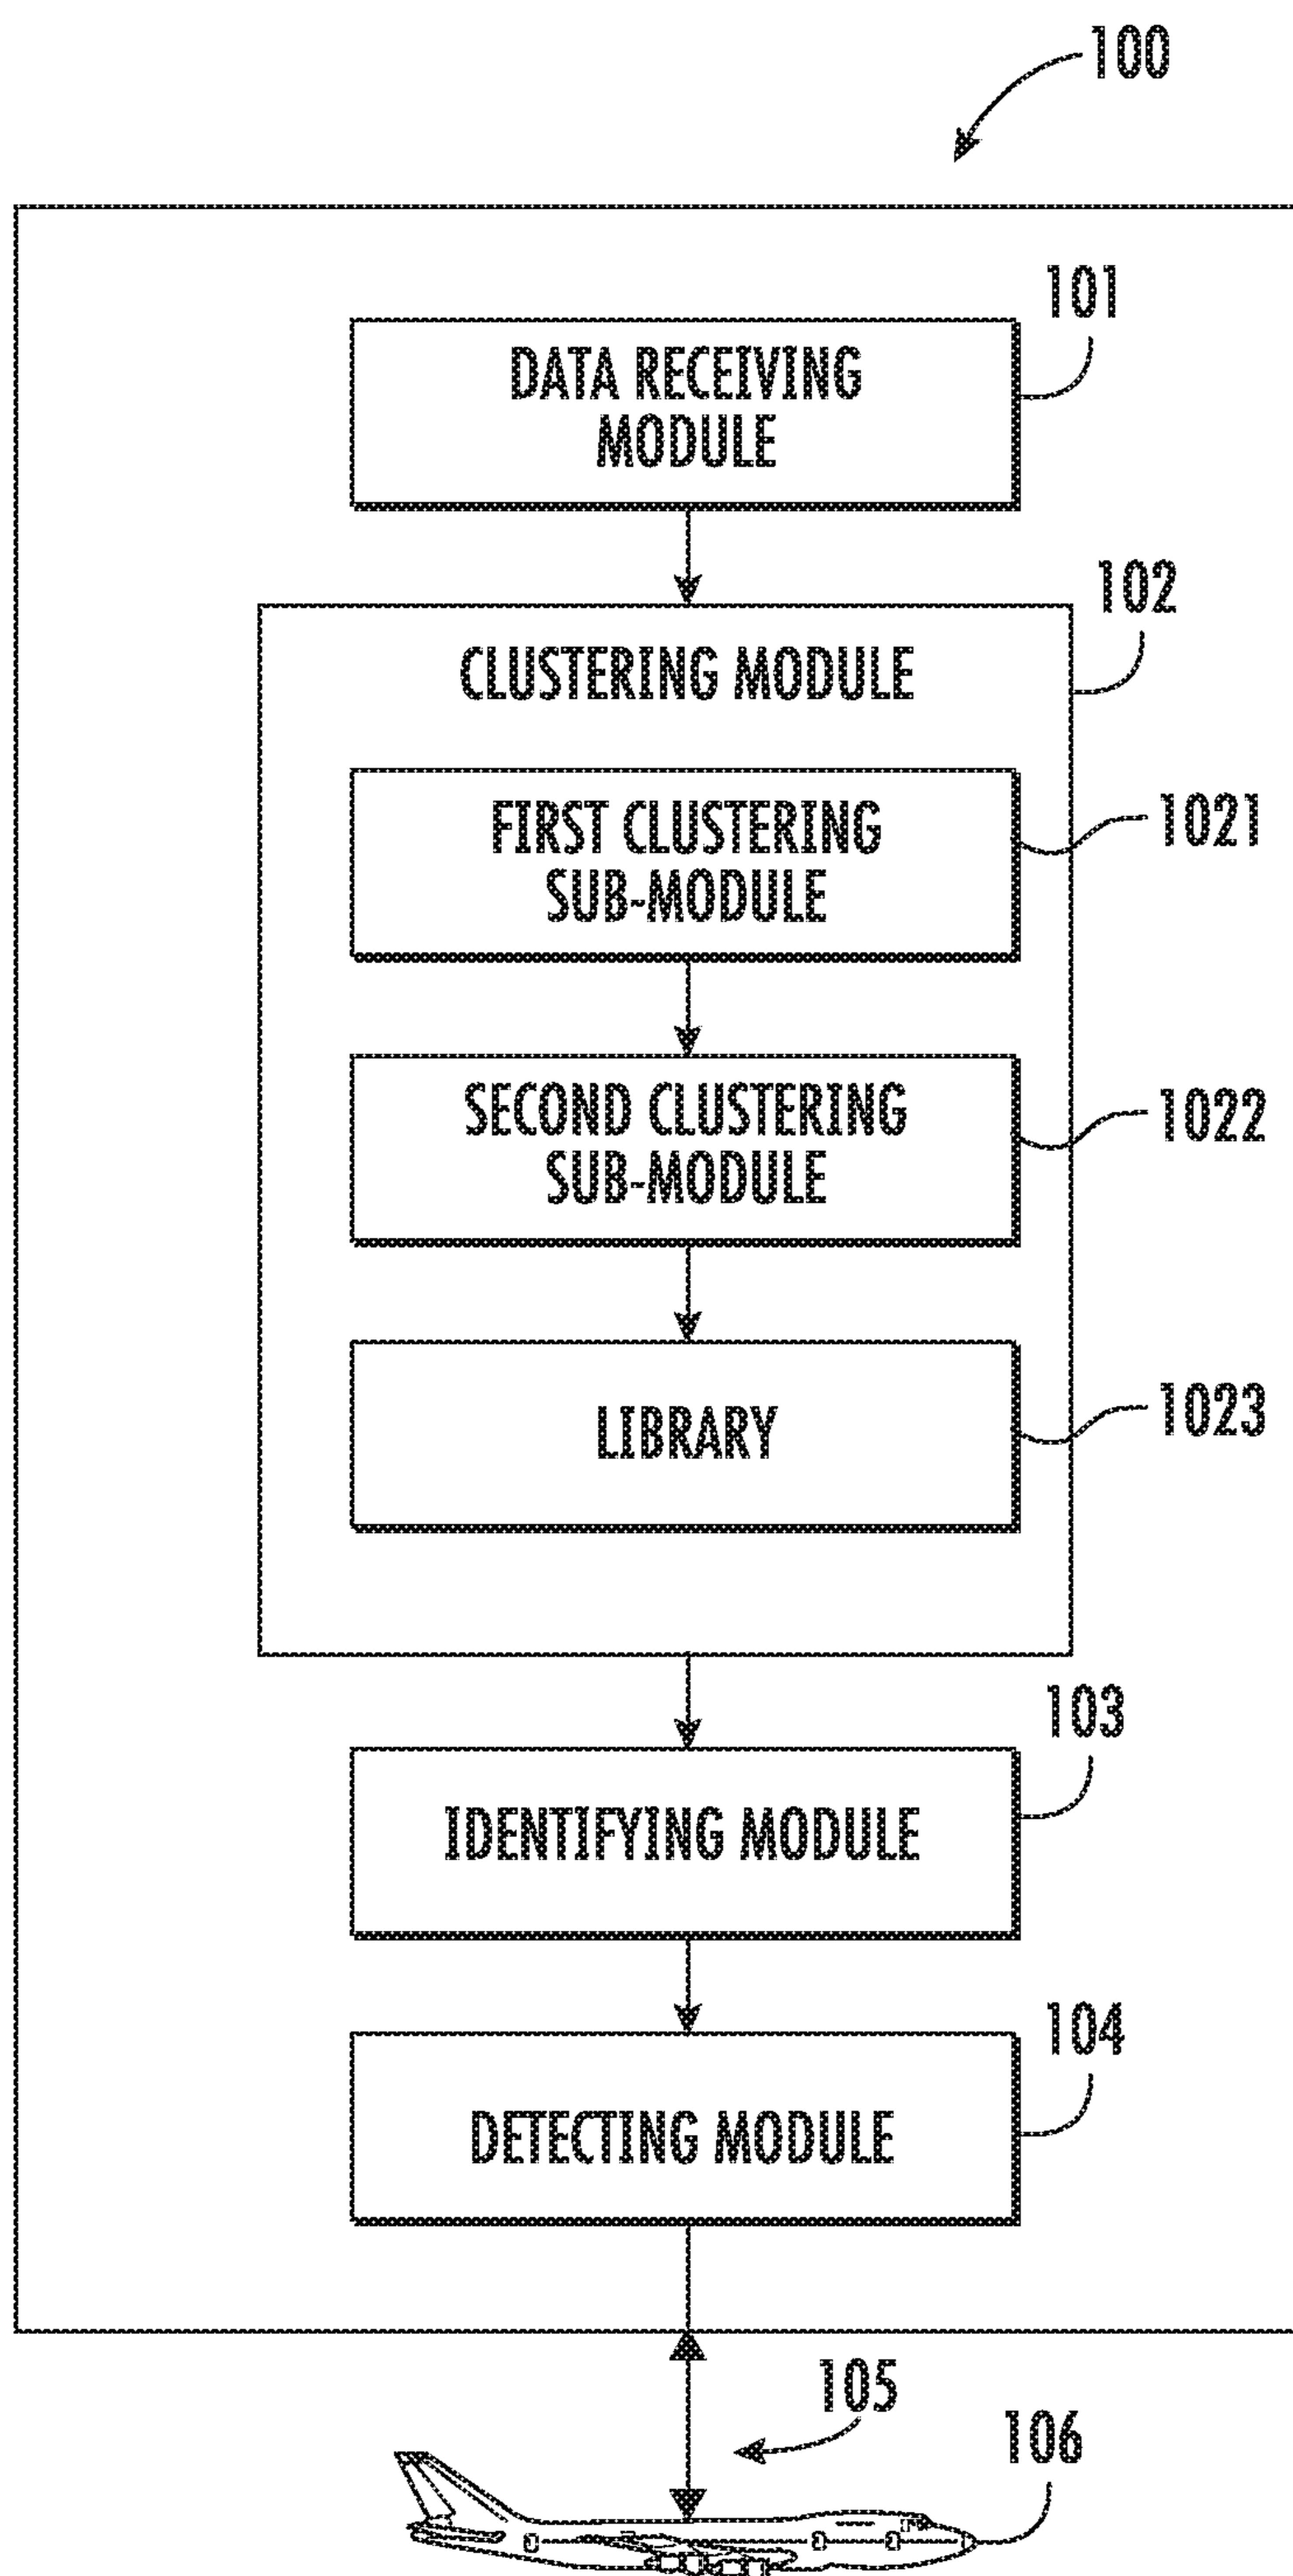 100
101
DATA RECEIVING
MODULE
102
CLUSTERING MODULE
FIRST CLUSTERING
SUB-MODULE
1021
SECOND CLUSTERING
SUB-MODULE
1022
LIBRARY
1023
103
IDENTIFYING MODULE
104
DETECTING MODULE
105
106